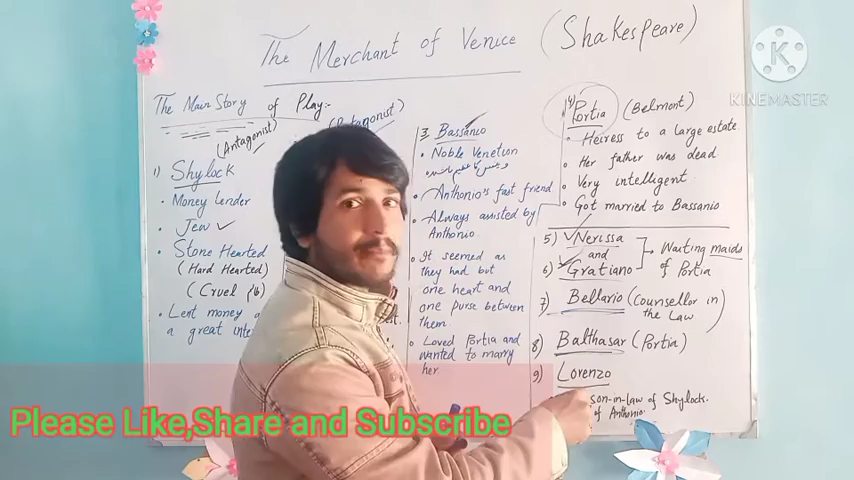 The Merchant of Venice (Shakespeare)
The Main Story of Play:-
(Antagonist)
1) Shylock
• Money Lender
• Jew
• Stone Hearted
(Hard Hearted)
(Cruel
• Lent money
a great
3 Bassanio
• Noble Venetion
• Anthonio's fast friend
• Always assisted by
Anthonio.
• It seemed as
they had but
one heart and
one purse between
them.
• Loved Portia and
wanted to marry
her
4) Portia (Belmont)
• Heiress to a large estate.
• Her father was dead.
• Very intelligent
• Got married to Bassanio
5) Nerissa
and
6) Gratiano
Waiting maids
of Portia
7) Bellario (Counsellor in
the Law)
8) Balthasar (Portia)
9) Lorenzo
son-in-law of Shylock.
of Anthonio.
KINEMASTER
Please Like,Share and Subscribe